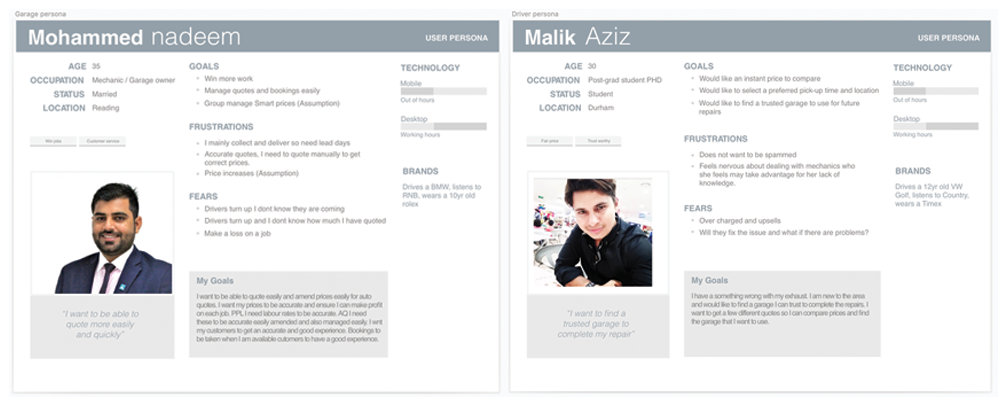 Garage persona
Mohammed nadeem
USER PERSONA
AGE 35
OCCUPATION Mechanic / Garage owner
STATUS Married
LOCATION Reading
Win jobs
Customer service
"I want to be able to
quote more easily
and quickly"
GOALS
Win more work
Manage quotes and bookings easily
Group manage Smart prices (Assumption)
FRUSTRATIONS
I mainly collect and deliver so need lead days
Accurate quotes, I need to quote manually to get
correct prices.
Price increases (Assumption)
FEARS
Drivers turn up I dont know they are coming
Drivers turn up and I dont know how much I have quoted
Make a loss on a job
My Goals
I want to be able to quote easily and amend prices easily for auto
quotes. I want my prices to be accurate and ensure I can make profit
on each job. PPL I need labour rates to be accurate. AQ I need
these to be accurate easily amended and also managed easily. I wnt
my customers to get an accurate and good experience. Bookings to
be taken when I am available cutomers to have a good experience.
TECHNOLOGY
Mobile
Out of hours
Desktop
Working hours
BRANDS
Drives a BMW, listens to
RNB, wears a 10yr old
rolex
Driver persona
Malik Aziz
USER PERSONA
AGE 30
OCCUPATION Post-grad student PHD
STATUS Student
LOCATION Durham
Fair price
Trust worthy
"I want to find a
trusted garage to
complete my repair"
GOALS
Would like an instant price to compare
Would like to select a preferred pick-up time and location
Would like to find a trusted garage to use for future
repairs
FRUSTRATIONS
Does not want to be spammed
Feels nervous about dealing with mechanics who
she feels may take advantage for her lack of
knowledge.
FEARS
Over charged and upsells
Will they fix the issue and what if there are problems?
My Goals
I have a something wrong with my exhaust. I am new to the area
and would like to find a garage I can trust to complete the repairs. I
want to get a few different quotes so I can compare prices and find
the garage that I want to use.
TECHNOLOGY
Mobile
Out of hours
Desktop
Working hours
BRANDS
Drives a 12yr old VW
Golf, listens to Country,
wears a Timex